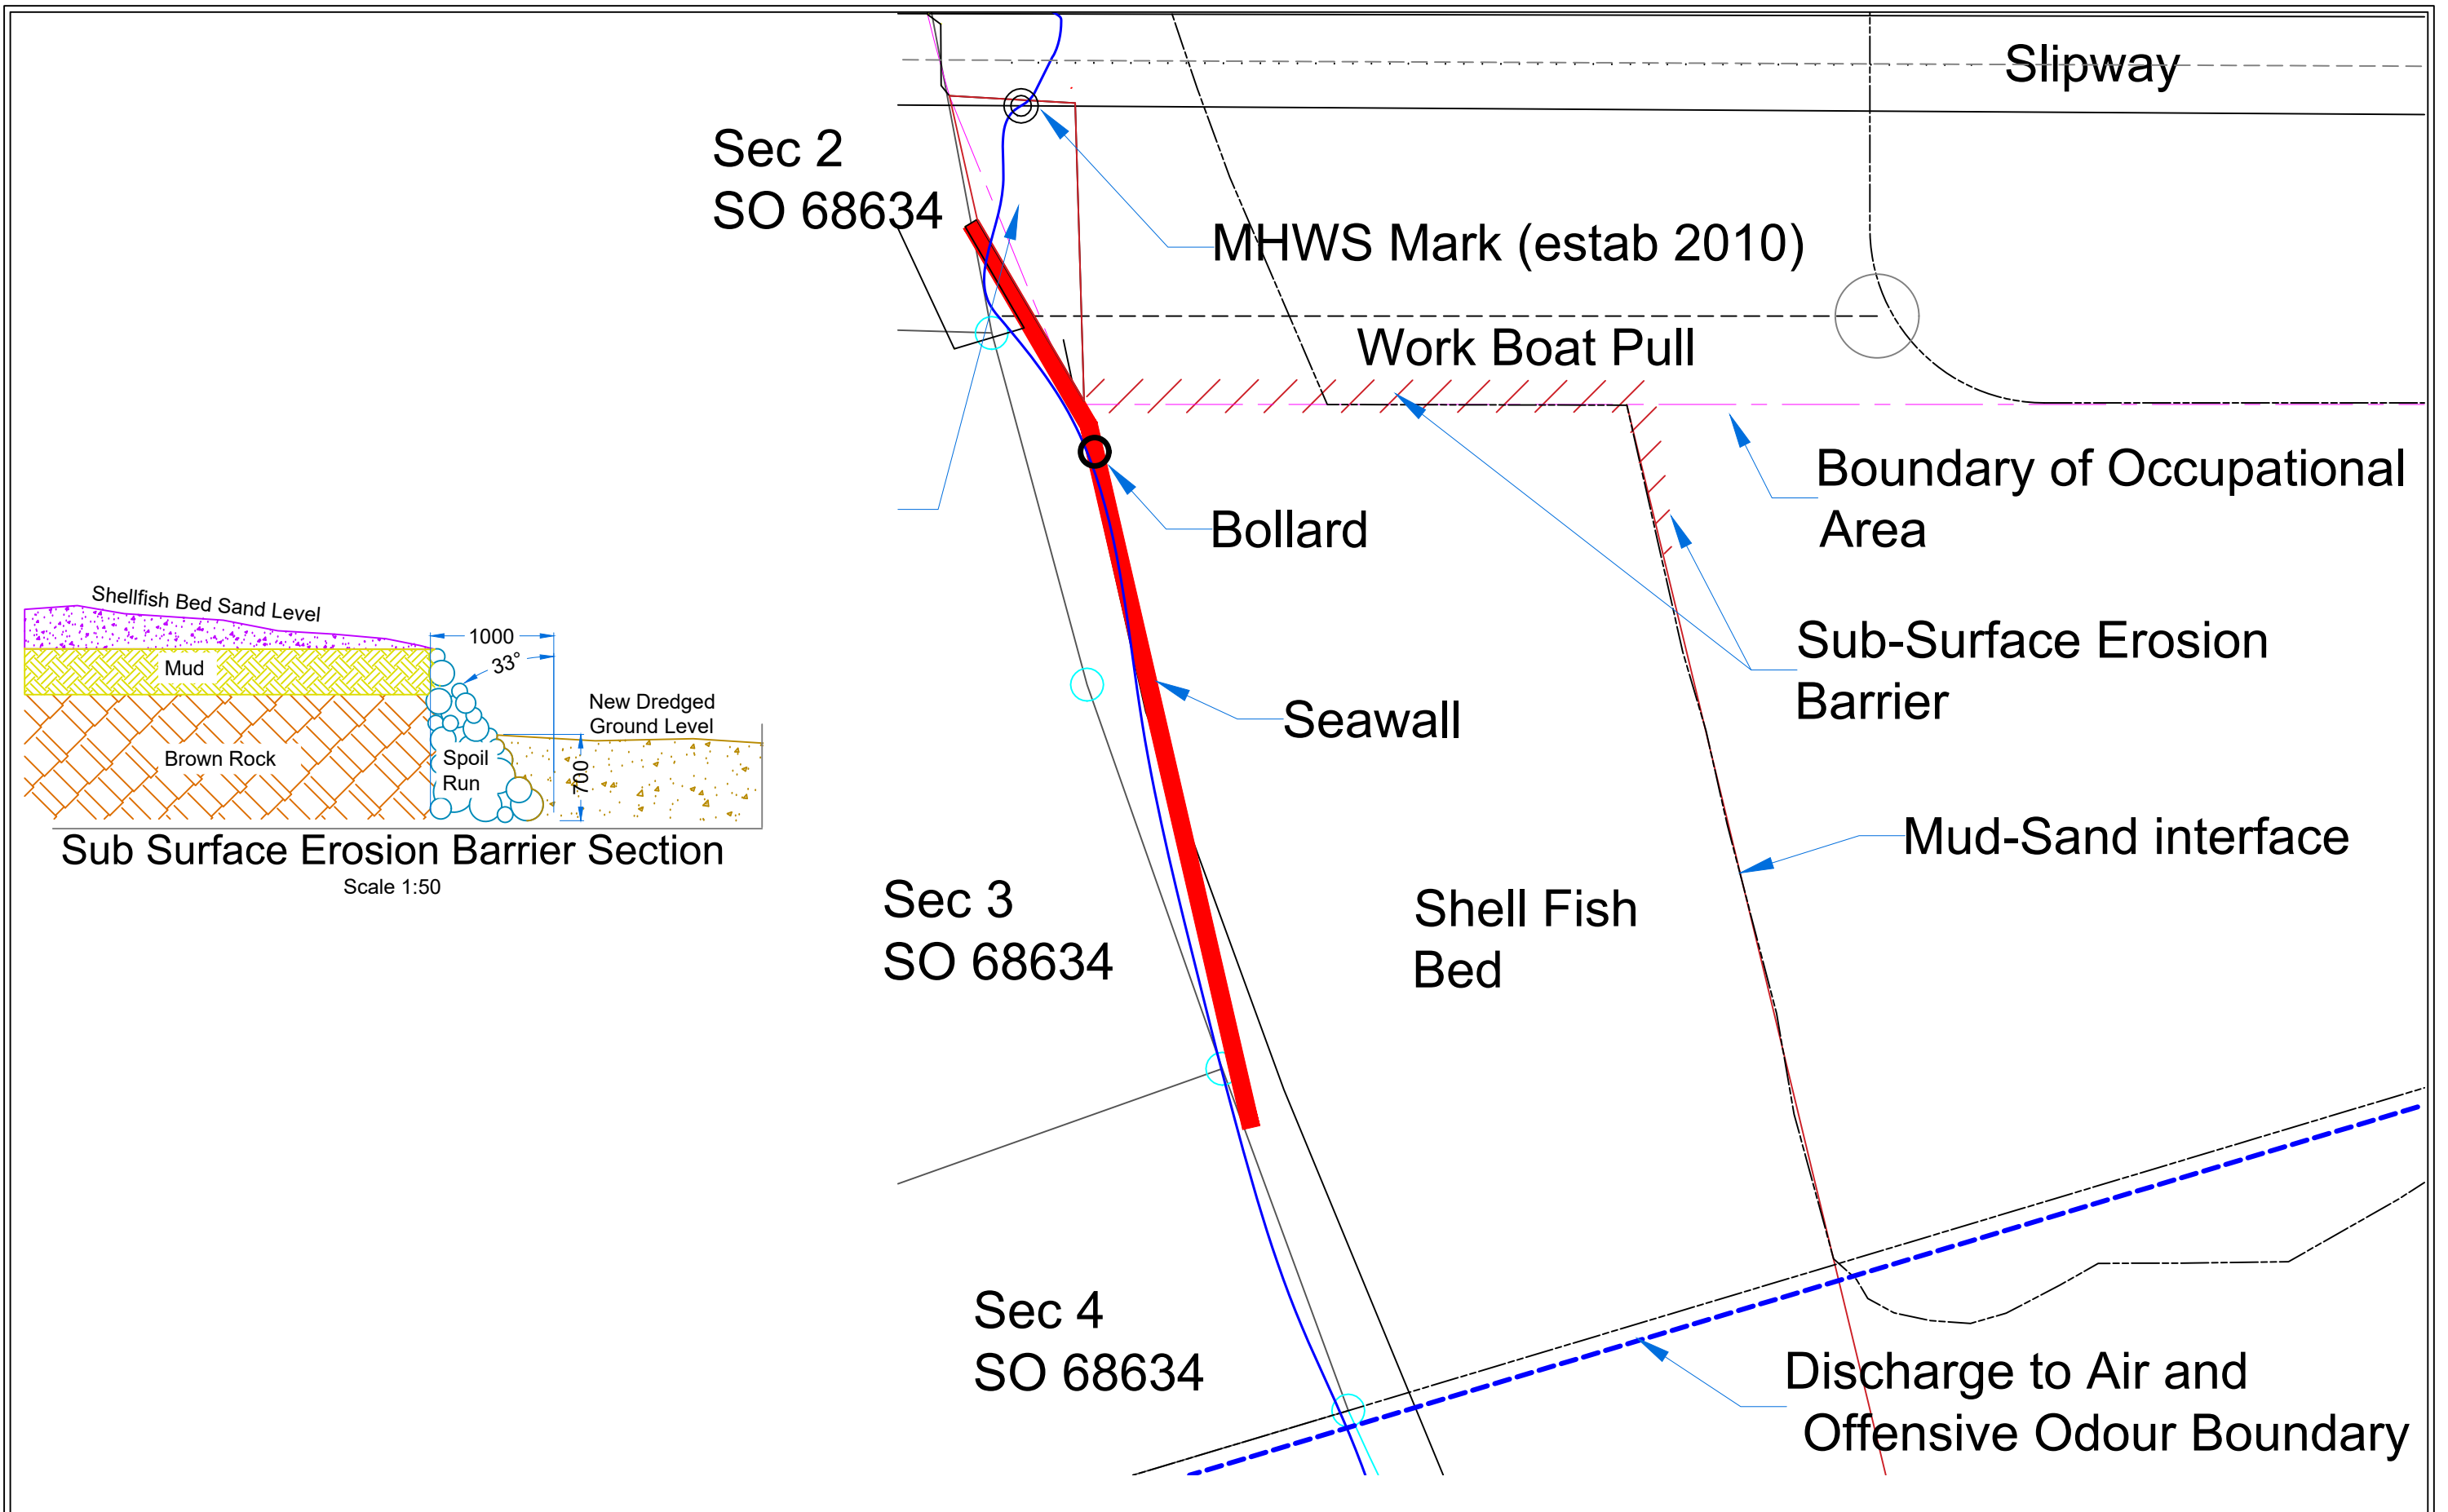 Slipway
Sec 2
SO 68634
MHWS Mark (estab 2010)
Work Boat Pull
Boundary of Occupational
Area
Bollard
Shellfish Bed Sand Level
1000
33°
Mud
New Dredged
Ground Level
Brown Rock
Spoil
Run
700
Sub Surface Erosion Barrier Section
Scale 1:50
Sub-Surface Erosion
Barrier
Seawall
Mud-Sand interface
Sec 3
SO 68634
Shell Fish
Bed
Sec 4
SO 68634
Discharge to Air and
Offensive Odour Boundary